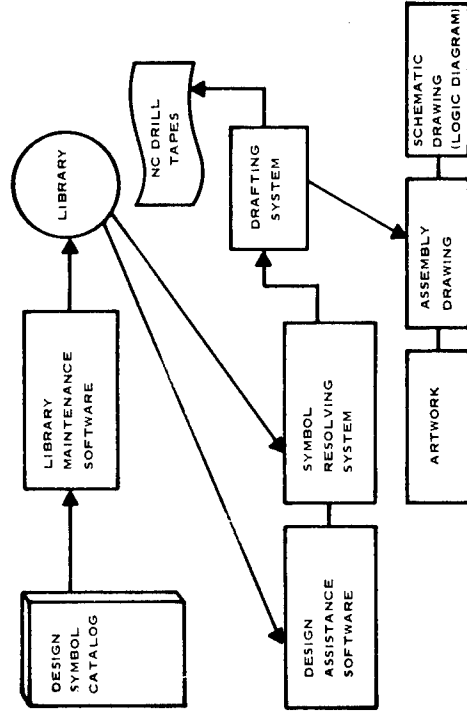 DESIGN
SYMBOL
CATALOG
LIBRARY
MAINTENANCE
SOFTWARE
LIBRARY
DESIGN
ASSISTANCE
SOFTWARE
SYMBOL
RESOLVING
SYSTEM
DRAFTING
SYSTEM
NC DRILL
TAPES
ARTWORK
ASSEMBLY
DRAWING
SCHEMATIC
DRAWING
(LOGIC DIAGRAM)